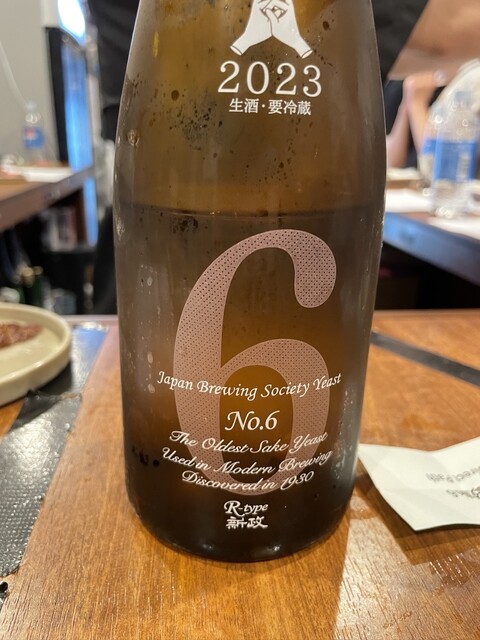 2023
生酒・要冷蔵
6
Japan Brewing Society Yeast
No.6
The Oldest Sake Yeast
Used in Modern Brewing
Discovered in 1930
R-type
新政